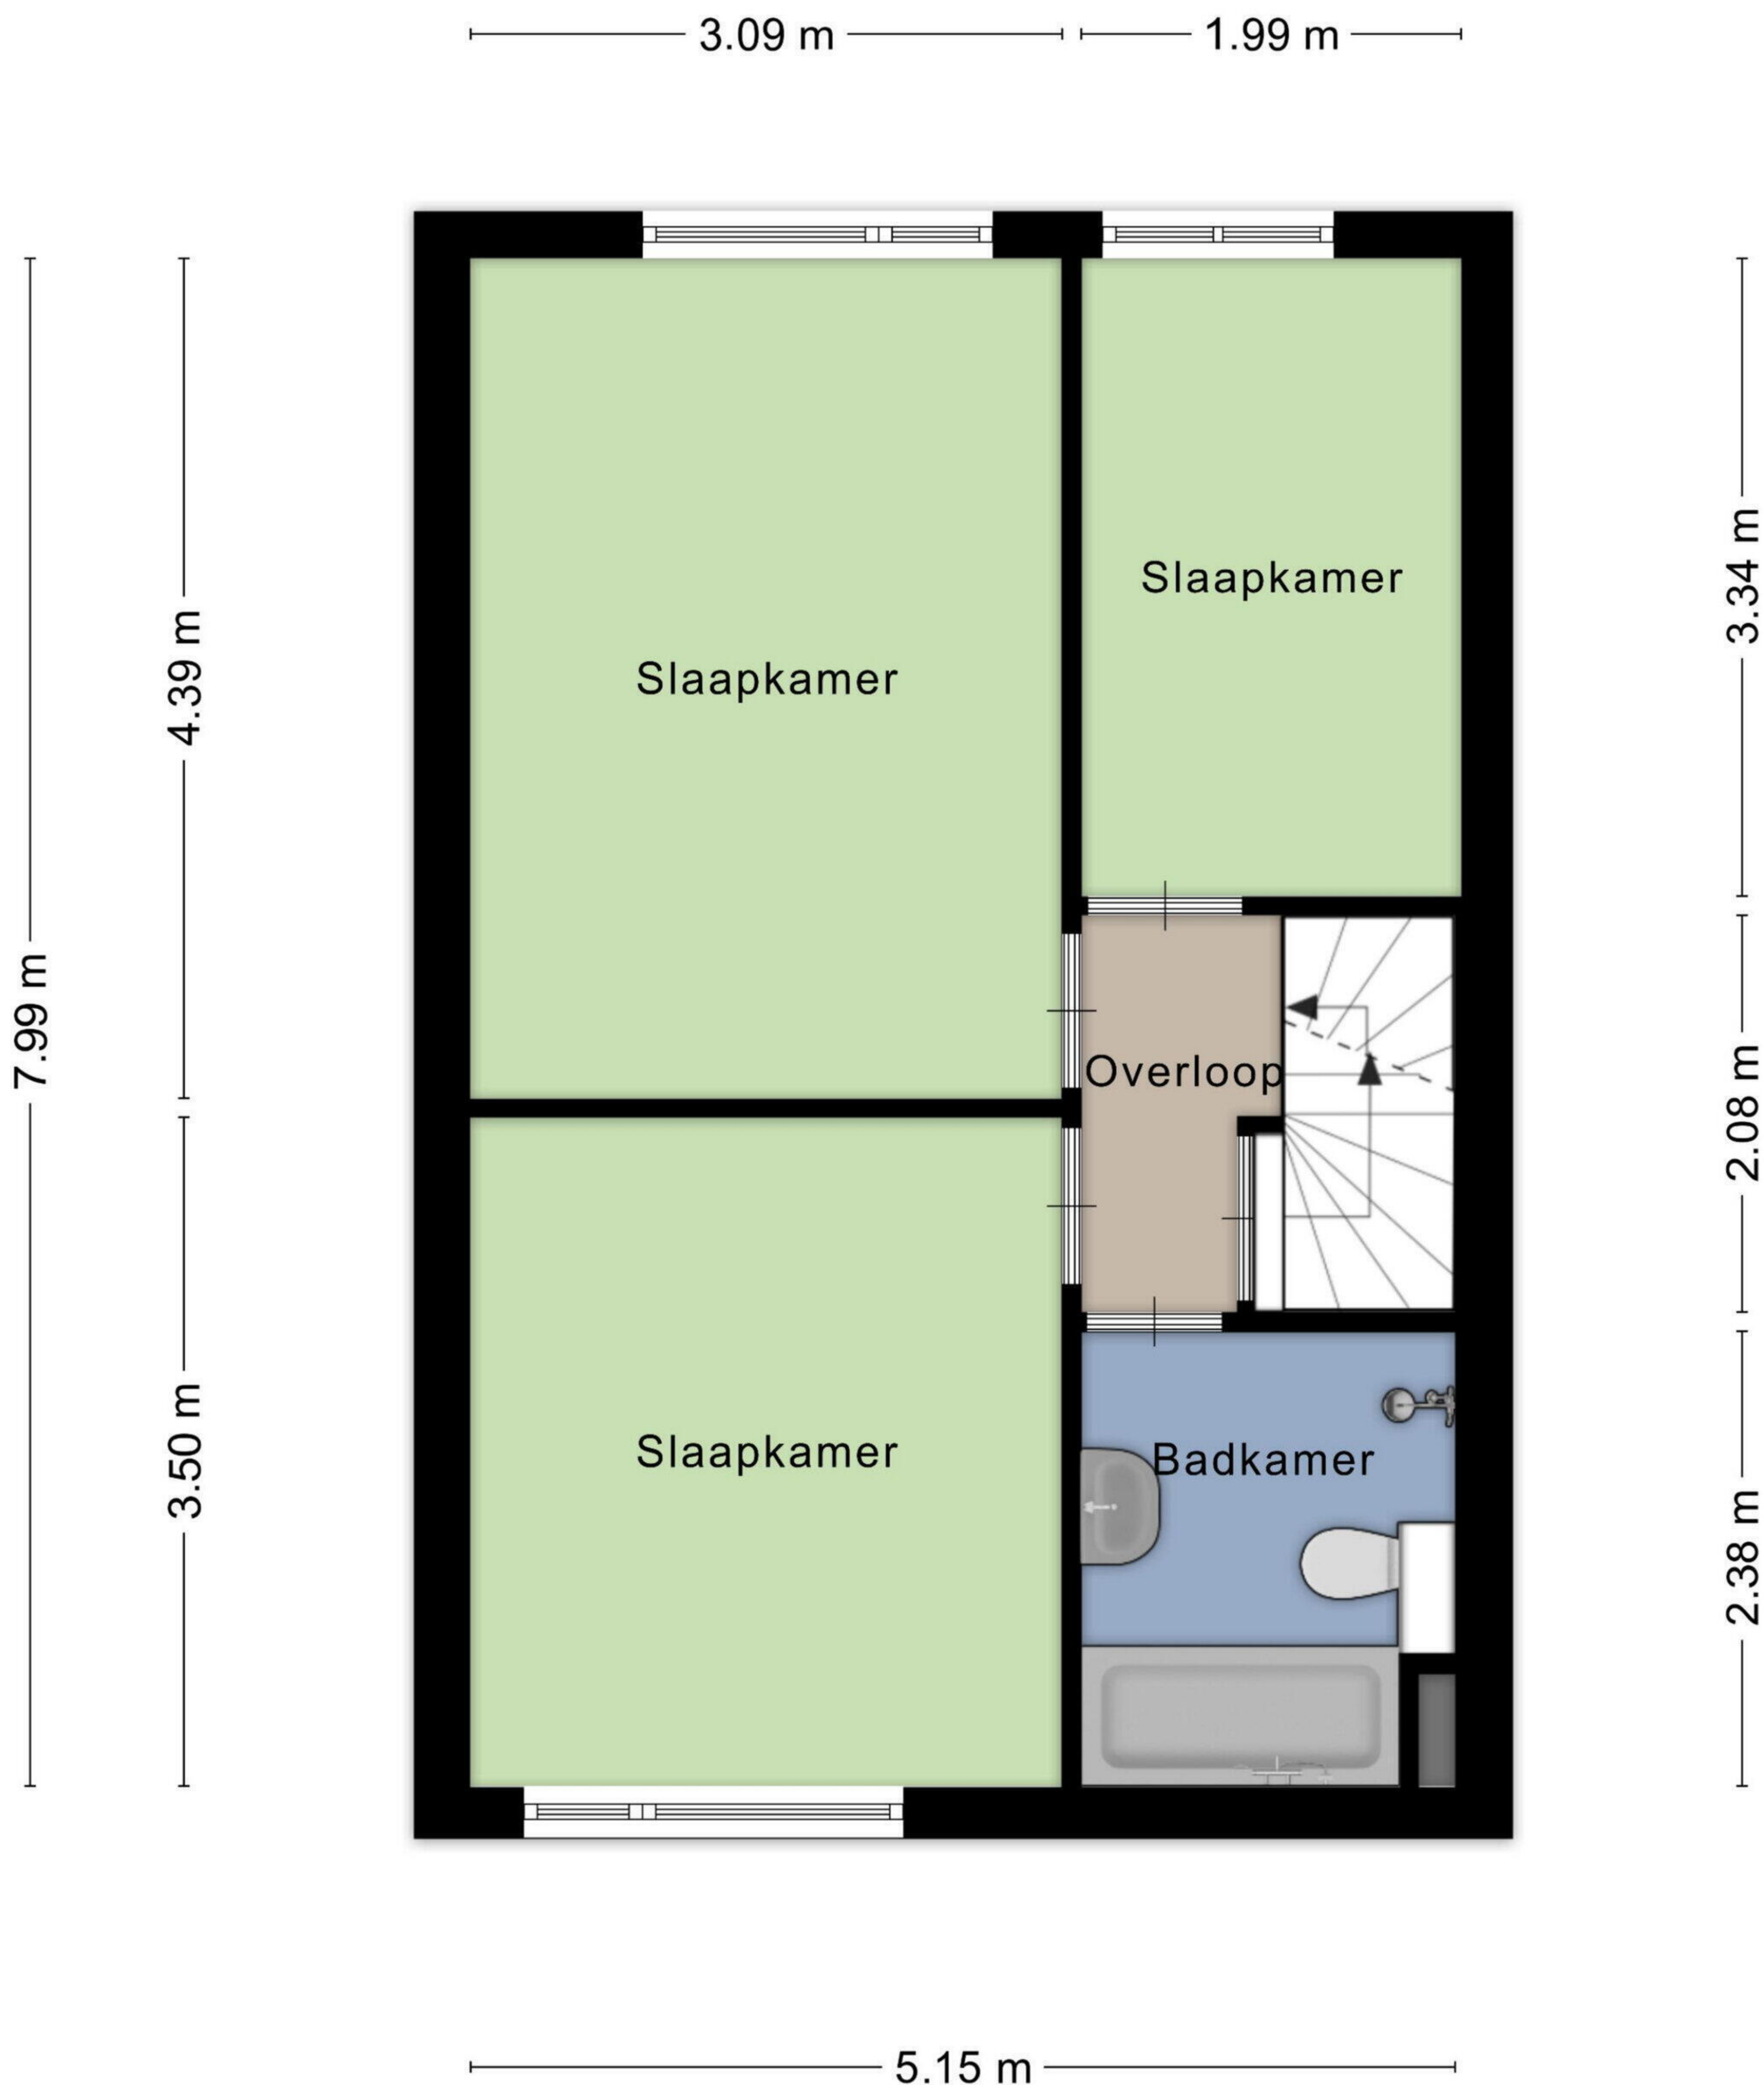 3.09 m
1.99 m
Slaapkamer
3.34 m
Slaapkamer
4.39 m
7.99 m
Overloop
2.08 m
Slaapkamer
3.50 m
Badkamer
2.38 m
5.15 m